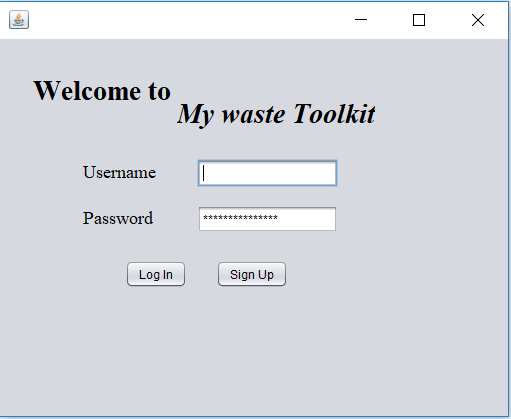 Welcome to
My waste Toolkit
Username
Password
***************
Log In
Sign Up